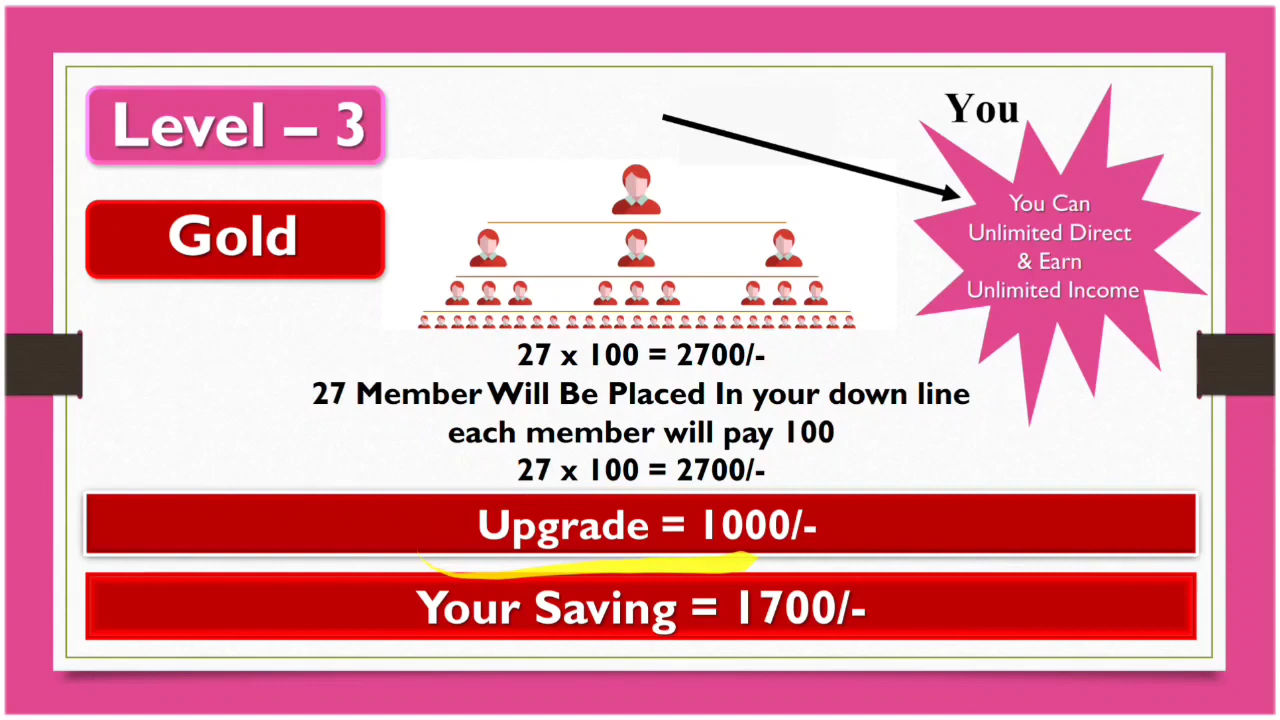 Level – 3
You
Gold
You Can
Unlimited Direct
& Earn
Unlimited Income
27 x 100 = 2700/-
27 Member Will Be Placed In your down line
each member will pay 100
27 x 100 = 2700/-
Upgrade = 1000/-
Your Saving = 1700/-